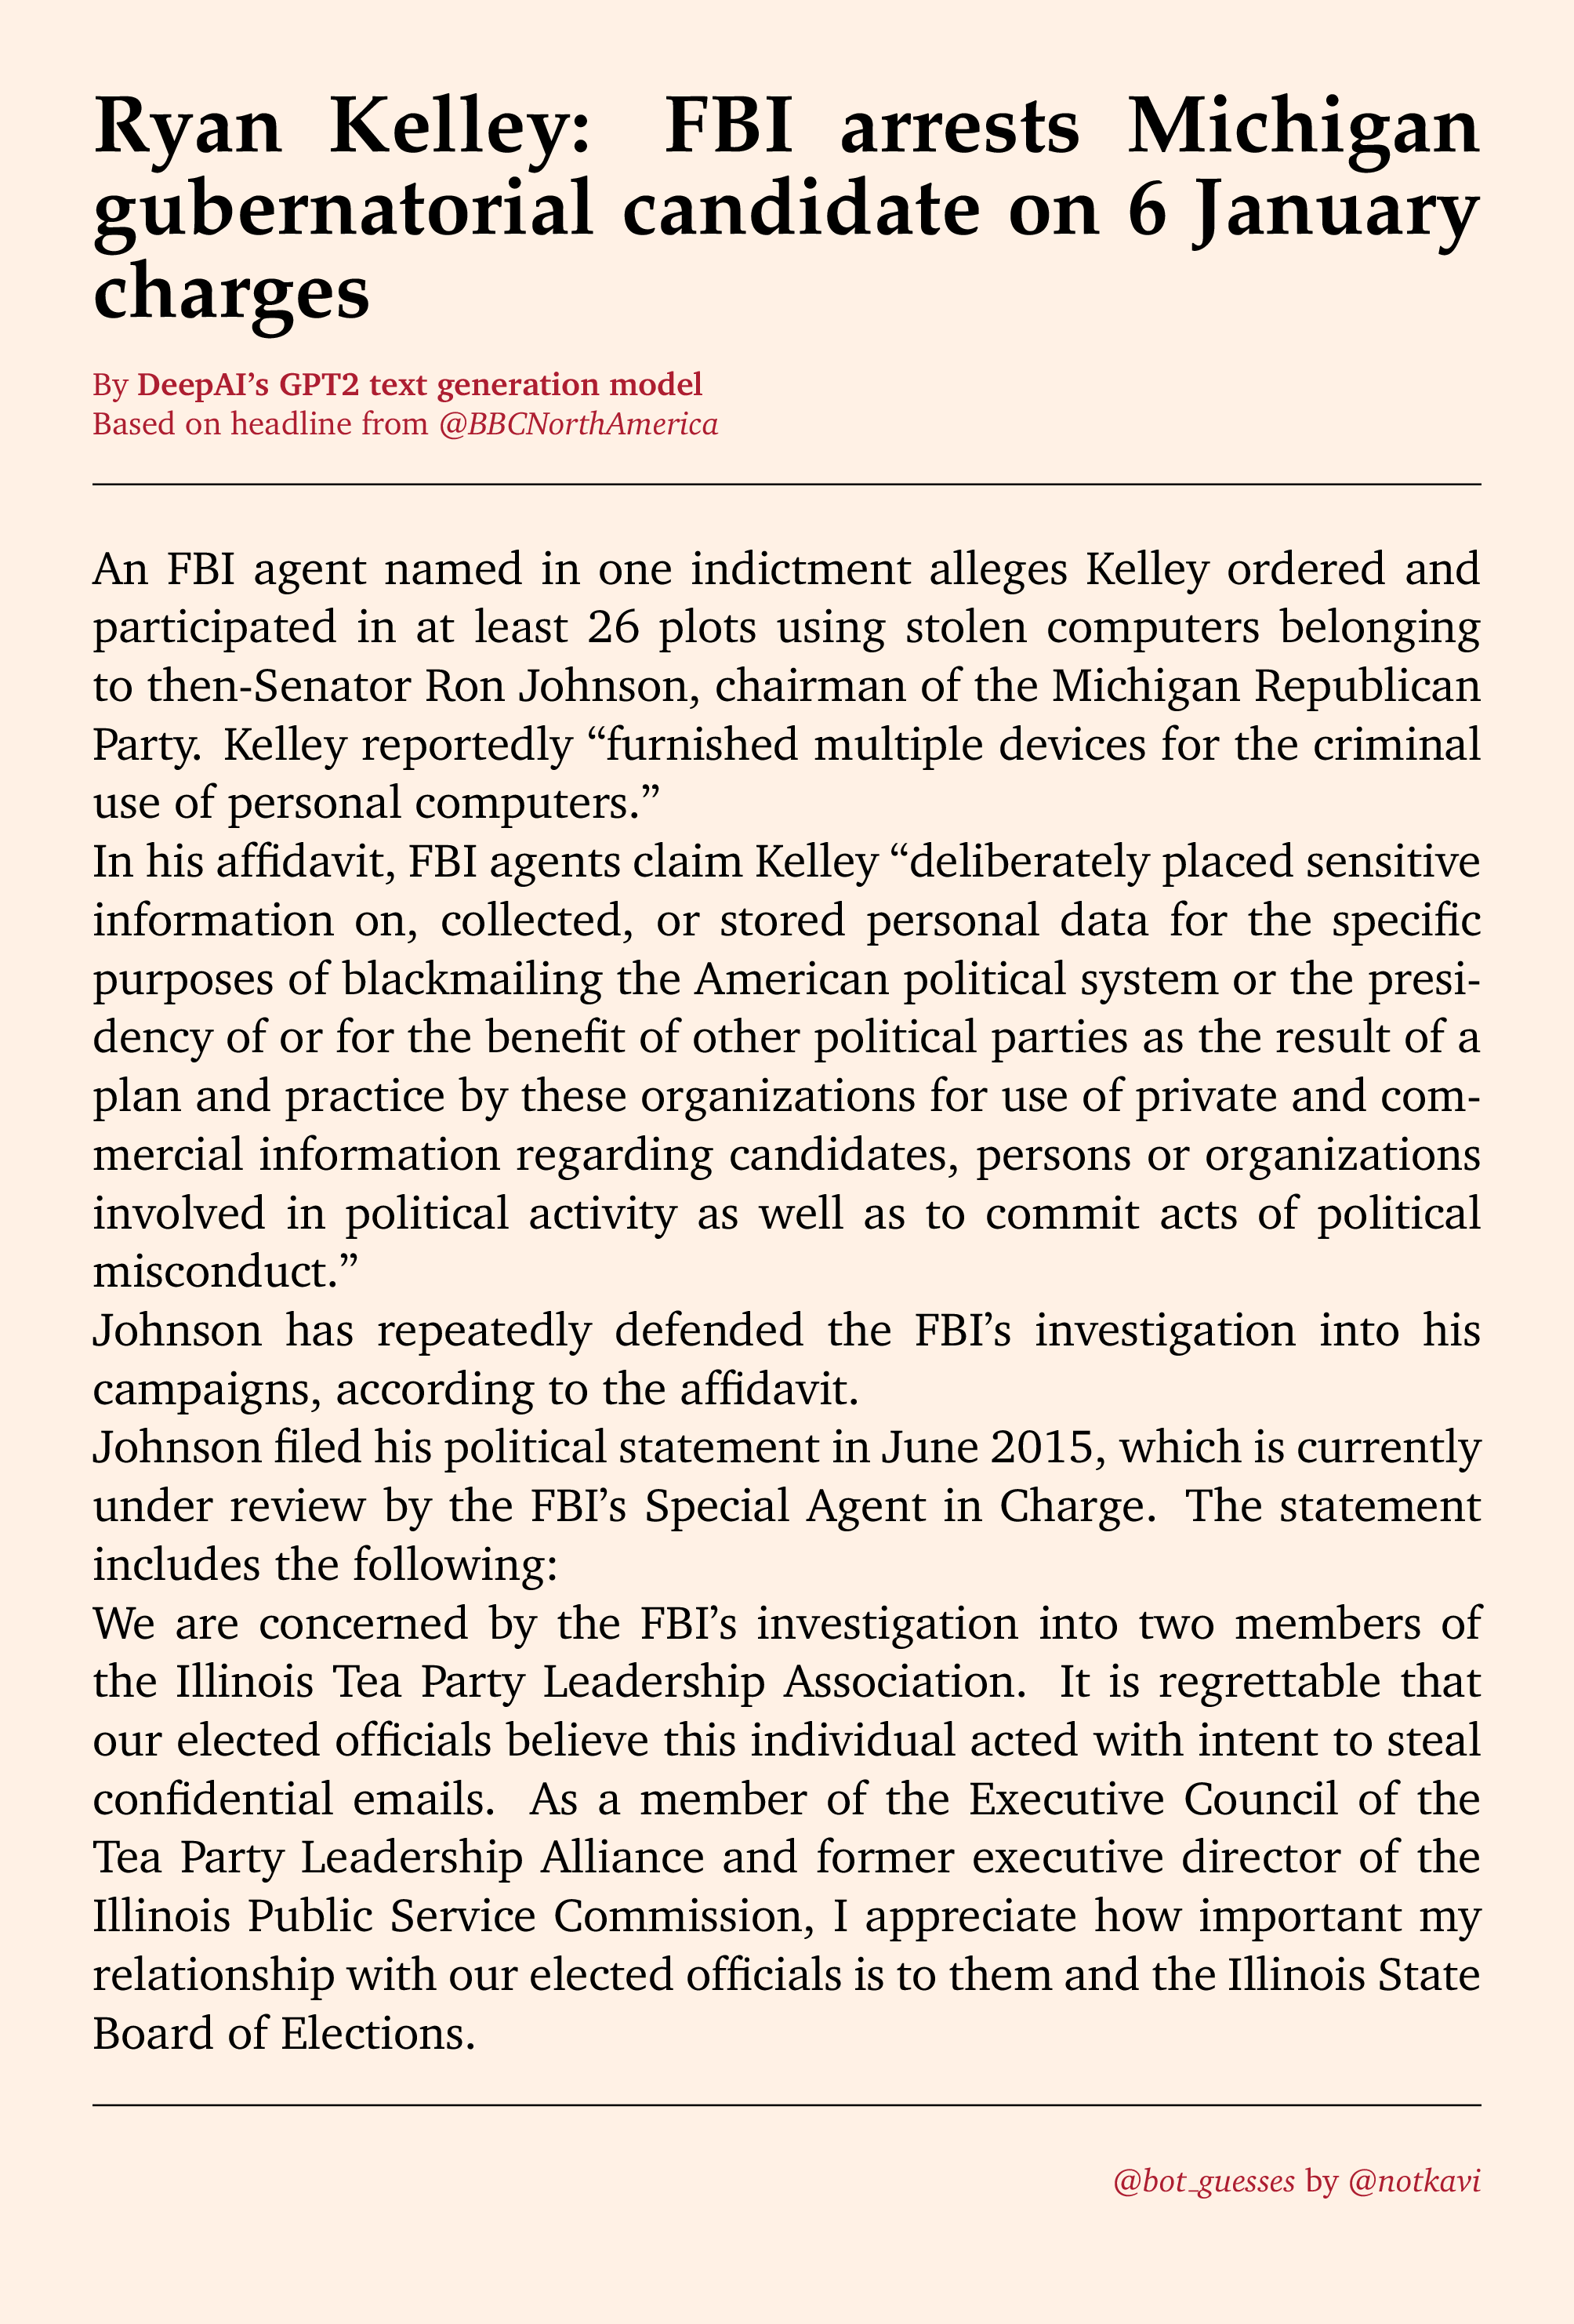 Ryan Kelley: FBI arrests Michigan
gubernatorial candidate on 6 January
charges
By DeepAI’s GPT2 text generation model
Based on headline from @BBCNorthAmerica
An FBI agent named in one indictment alleges Kelley ordered and
participated in at least 26 plots using stolen computers belonging
to then-Senator Ron Johnson, chairman of the Michigan Republican
Party. Kelley reportedly “furnished multiple devices for the criminal
use of personal computers.”
In his affidavit, FBI agents claim Kelley “deliberately placed sensitive
information on, collected, or stored personal data for the specific
purposes of blackmailing the American political system or the presi-
dency of or for the benefit of other political parties as the result of a
plan and practice by these organizations for use of private and com-
mercial information regarding candidates, persons or organizations
involved in political activity as well as to commit acts of political
misconduct.”
Johnson has repeatedly defended the FBI’s investigation into his
campaigns, according to the affidavit.
Johnson filed his political statement in June 2015, which is currently
under review by the FBI’s Special Agent in Charge. The statement
includes the following:
We are concerned by the FBI’s investigation into two members of
the Illinois Tea Party Leadership Association. It is regrettable that
our elected officials believe this individual acted with intent to steal
confidential emails. As a member of the Executive Council of the
Tea Party Leadership Alliance and former executive director of the
Illinois Public Service Commission, I appreciate how important my
relationship with our elected officials is to them and the Illinois State
Board of Elections.
@bot_guesses by @notkavi